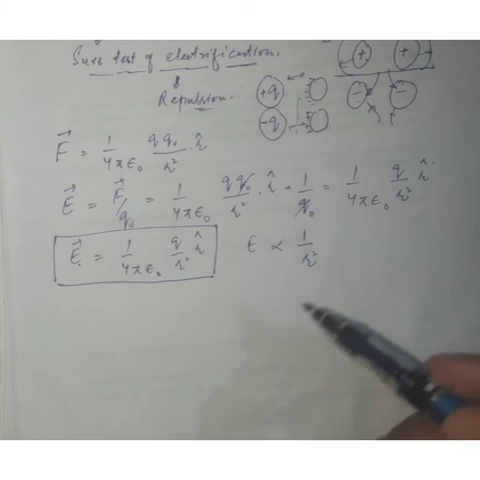 Sure test of electrification.
&
Repulsion.
+q
-q
+ +
- -
F⃗ = 1/4πε₀ qq₀/r² . r̂
E⃗ = F⃗/q₀ = 1/4πε₀ qq₀/r² . r̂ × 1/q₀ = 1/4πε₀ q/r² r̂
E⃗ = 1/4πε₀ q/r² r̂ E ∝ 1/r²